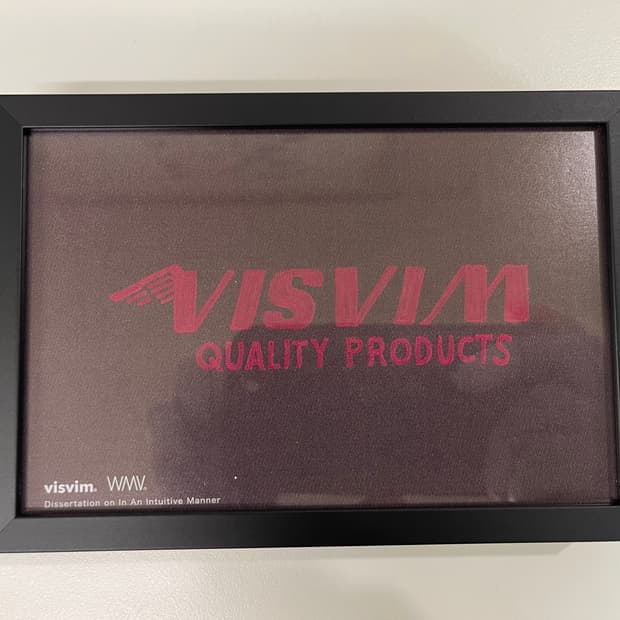 VISVIM
QUALITY PRODUCTS
visvim. WMV.
Dissertation on In An Intuitive Manner